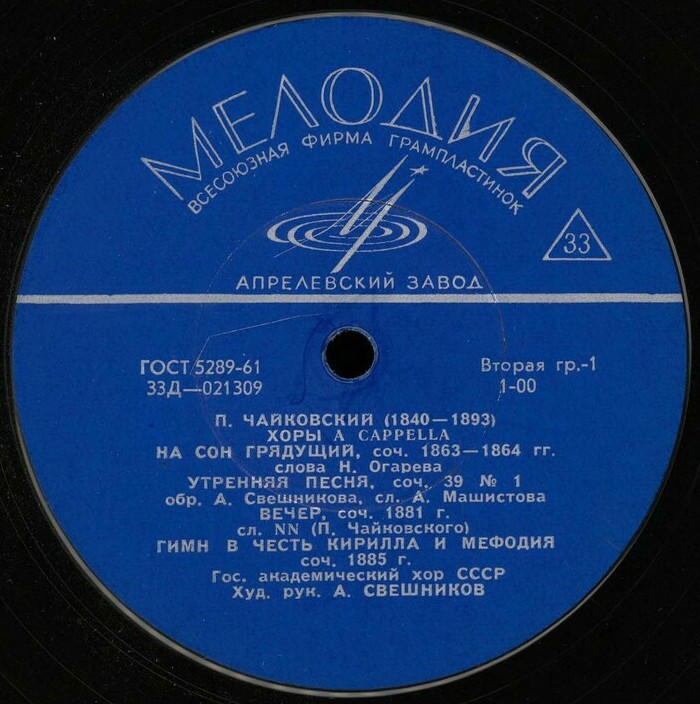 МЕЛОДИЯ
ВСЕСОЮЗНАЯ ФИРМА ГРАМПЛАСТИНОК
33
АПРЕЛЕВСКИЙ ЗАВОД
ГОСТ 5289-61
33Д—021309
Вторая гр.-1
1-00
П. ЧАЙКОВСКИЙ (1840—1893)
ХОРЫ A CAPPELLA
НА СОН ГРЯДУЩИЙ, соч. 1863—1864 гг.
слова Н. Огарева
УТРЕННЯЯ ПЕСНЯ, соч. 39 № 1
обр. А. Свешникова, сл. А. Машистова
ВЕЧЕР, соч. 1881 г.
сл. NN (П. Чайковского)
ГИМН В ЧЕСТЬ КИРИЛЛА И МЕФОДИЯ
соч. 1885 г.
Гос. академический хор СССР
Худ. рук. А. СВЕШНИКОВ